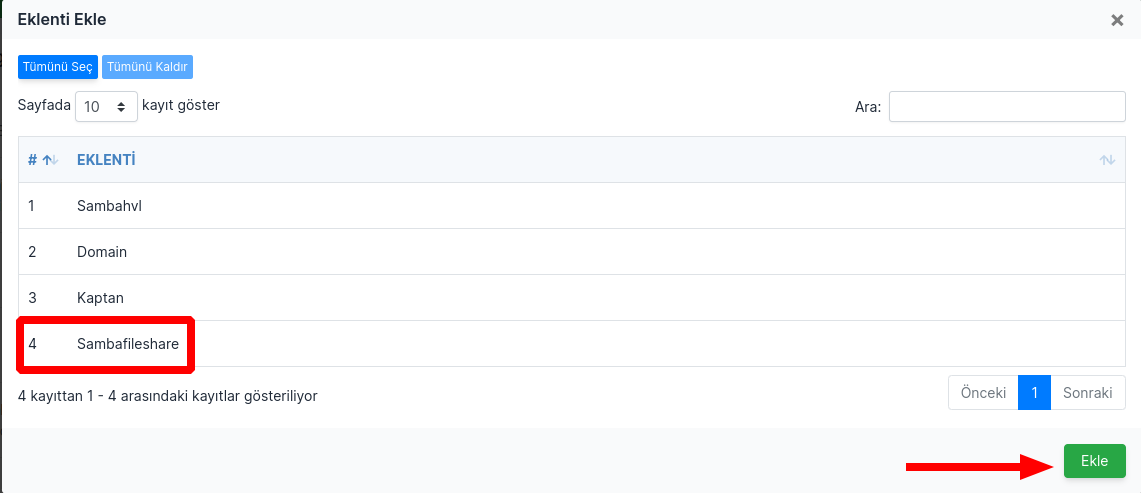 Eklenti Ekle
Tümünü Seç Tümünü Kaldır
Sayfada 10 kayıt göster Ara:
# EKLENTİ
1 Sambahvl
2 Domain
3 Kaptan
4 Sambafileshare
4 kayıttan 1 - 4 arasındaki kayıtlar gösteriliyor Önceki 1 Sonraki
Ekle